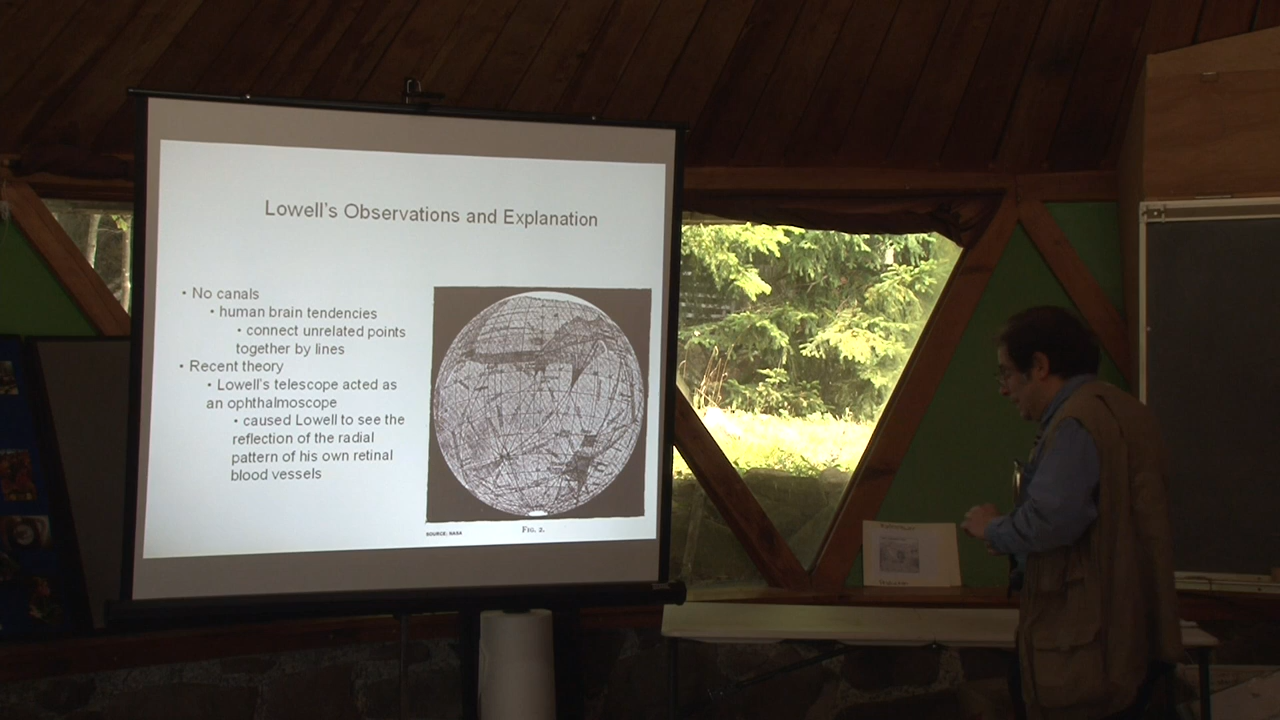 Lowell's Observations and Explanation
• No canals
• human brain tendencies
• connect unrelated points
together by lines
• Recent theory
• Lowell's telescope acted as
an ophthalmoscope
• caused Lowell to see the
reflection of the radial
pattern of his own retinal
blood vessels
SOURCE: NASA
FIG. 2.